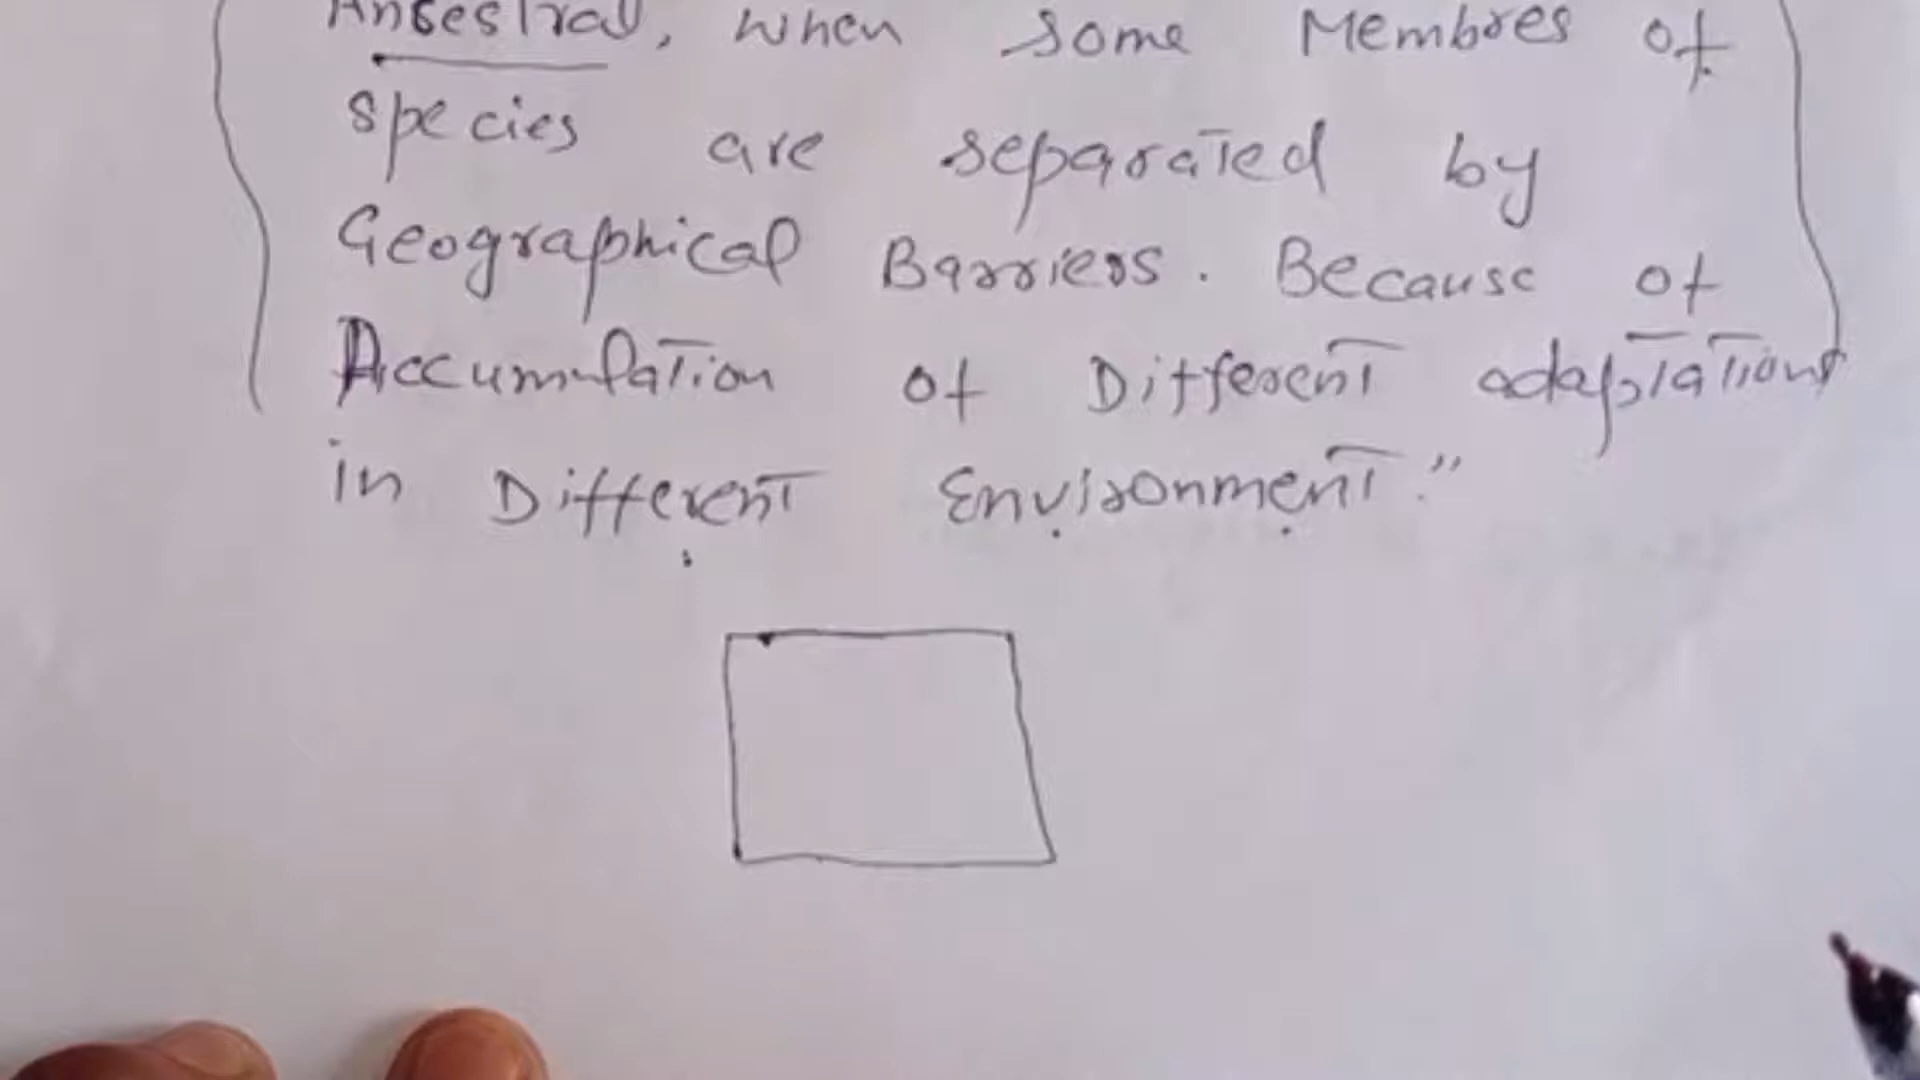 Ansestral, when some Membres of
species are separated by
Geographical Barriers. Because of
Accumulation of Different adaptations
in Different Environment."